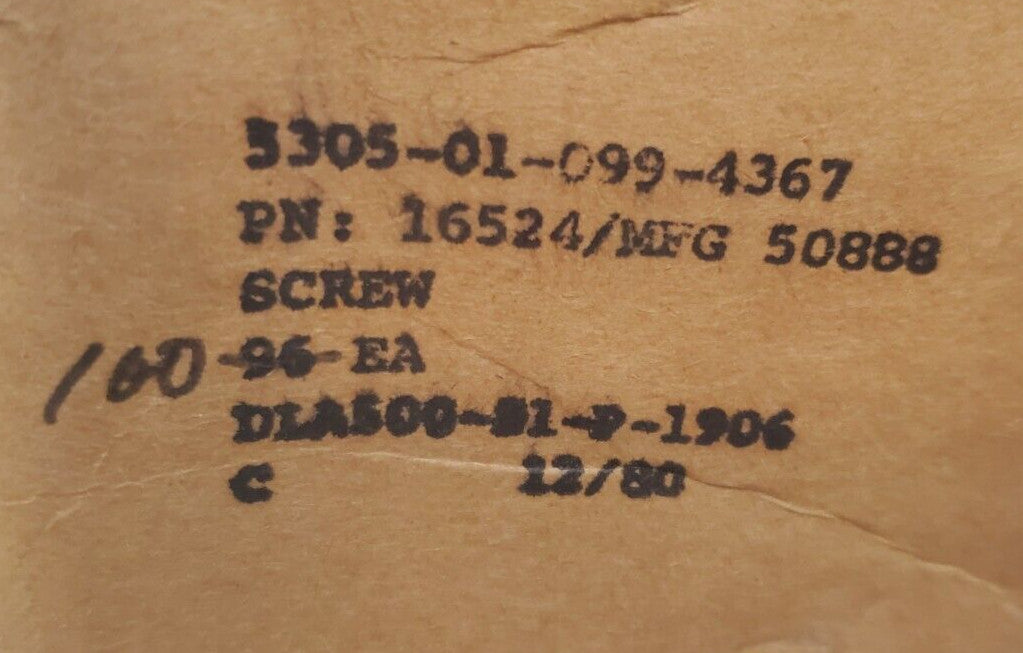 5305-01-099-4367
PN: 16524/MFG 50888
SCREW
100 96 EA
DLA500-81-P-1906
C 12/80